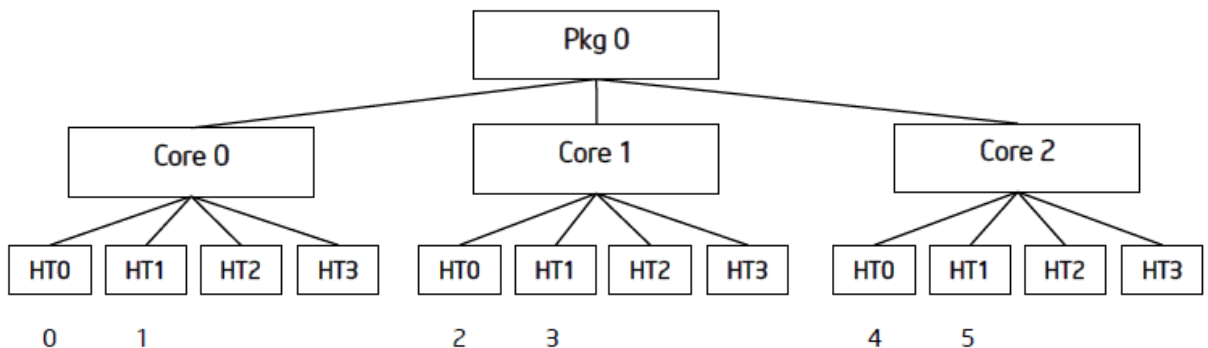 Pkg 0
Core 0 Core 1 Core 2
HT0 HT1 HT2 HT3 HT0 HT1 HT2 HT3 HT0 HT1 HT2 HT3
0 1 2 3 4 5